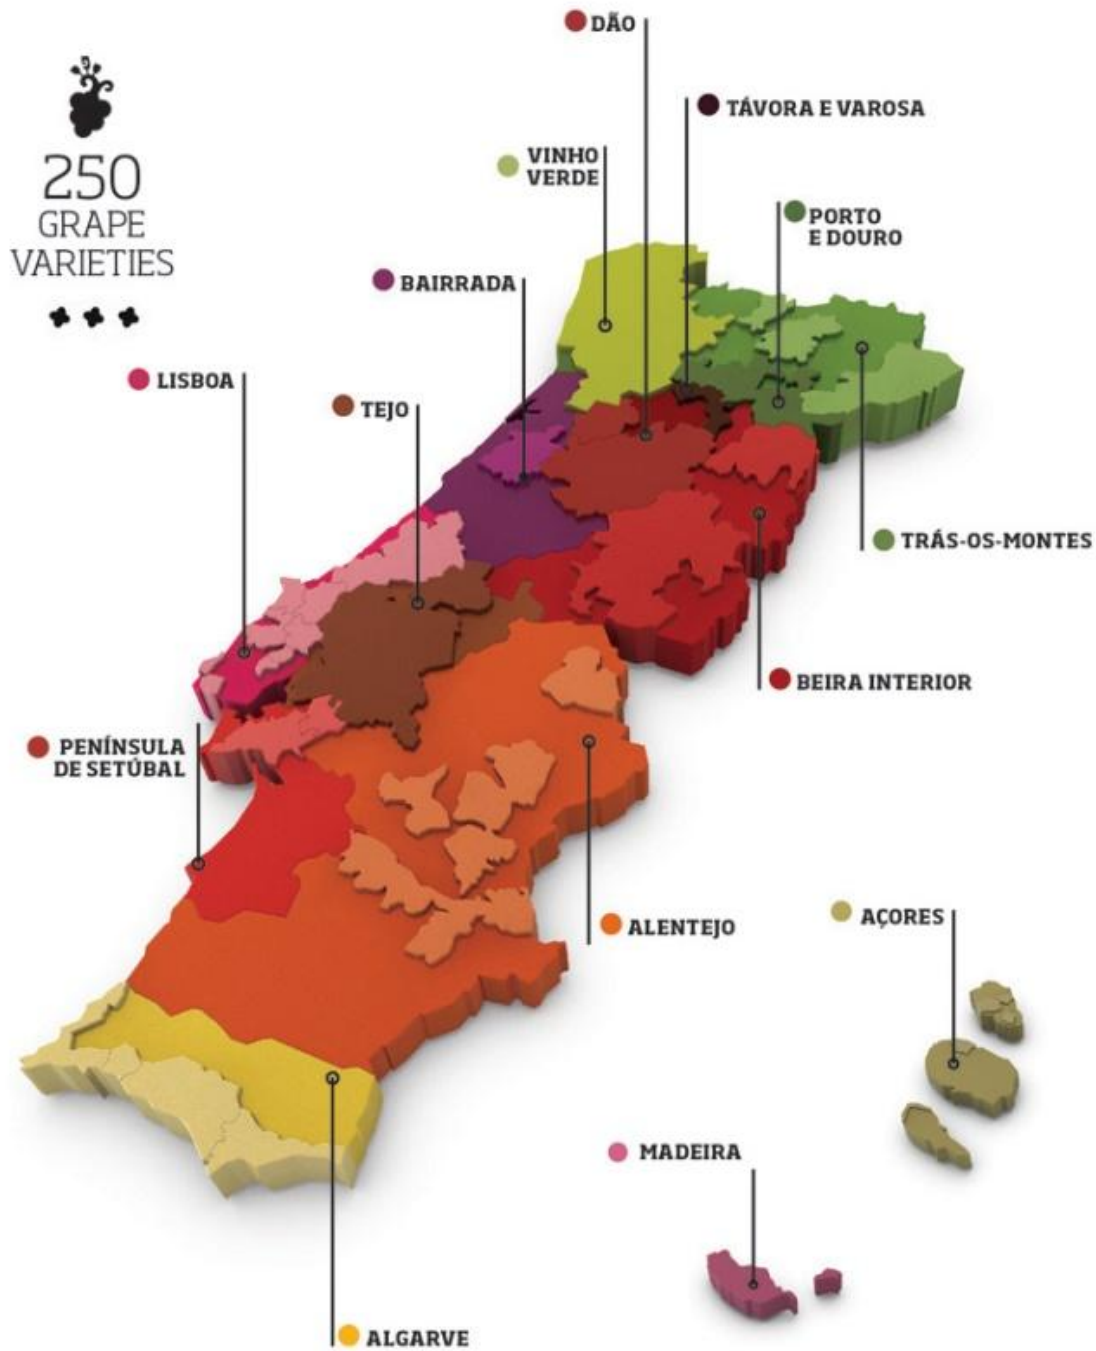 DÃO
TÁVORA E VAROSA
VINHO
VERDE
250
GRAPE
VARIETIES
PORTO
E DOURO
BAIRRADA
LISBOA
TEJO
TRÁS-OS-MONTES
BEIRA INTERIOR
PENÍNSULA
DE SETÚBAL
AÇORES
ALENTEJO
MADEIRA
ALGARVE